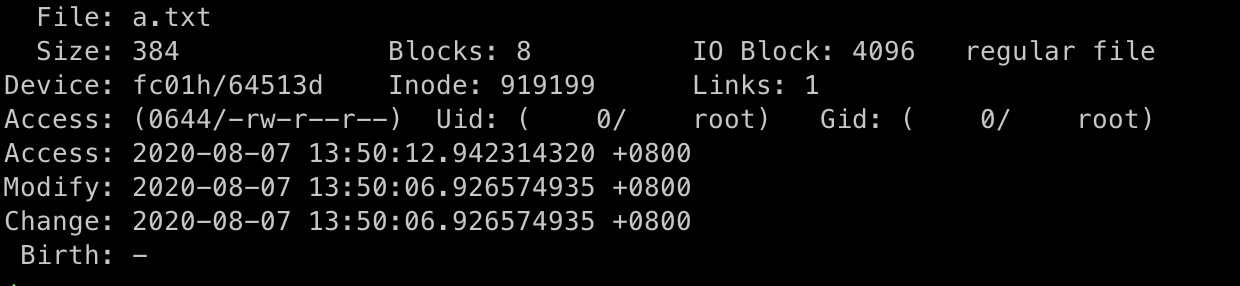 File: a.txt
  Size: 384             Blocks: 8          IO Block: 4096   regular file
Device: fc01h/64513d    Inode: 919199      Links: 1
Access: (0644/-rw-r--r--)  Uid: (    0/    root)   Gid: (    0/    root)
Access: 2020-08-07 13:50:12.942314320 +0800
Modify: 2020-08-07 13:50:06.926574935 +0800
Change: 2020-08-07 13:50:06.926574935 +0800
 Birth: -